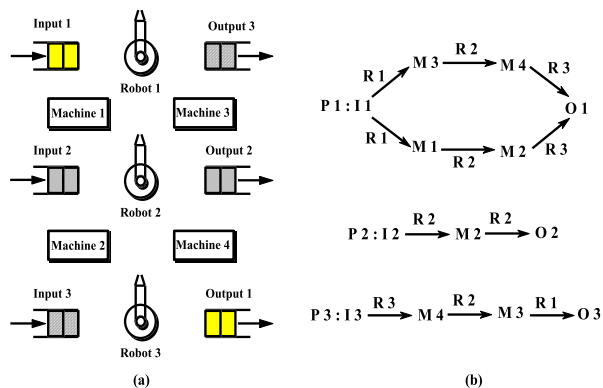 Input 1
Output 3
Robot 1
Machine 1
Machine 3
Input 2
Output 2
Robot 2
Machine 2
Machine 4
Input 3
Output 1
Robot 3
(a)
M 3
R 2
M 4
R 1
R 3
P 1 : I 1
O 1
R 1
M 1
R 2
M 2
R 3
P 2 : I 2
R 2
M 2
R 2
O 2
P 3 : I 3
R 3
M 4
R 2
M 3
R 1
O 3
(b)